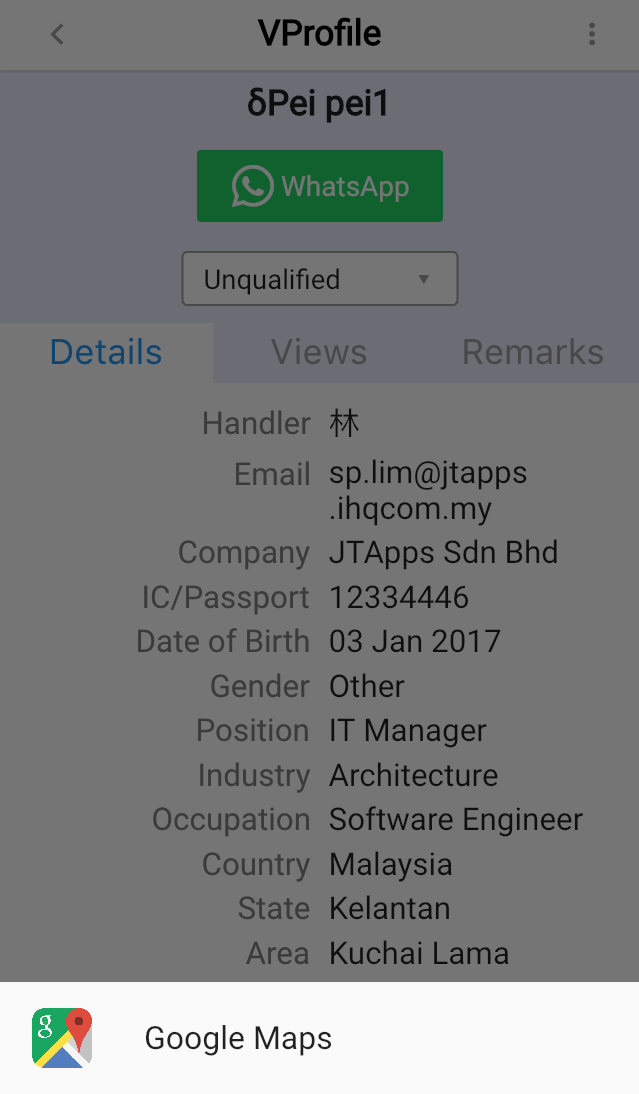 VProfile
δPei pei1
WhatsApp
Unqualified
Details Views Remarks
Handler 林
Email sp.lim@jtapps
.ihqcom.my
Company JTApps Sdn Bhd
IC/Passport 12334446
Date of Birth 03 Jan 2017
Gender Other
Position IT Manager
Industry Architecture
Occupation Software Engineer
Country Malaysia
State Kelantan
Area Kuchai Lama
g
Google Maps